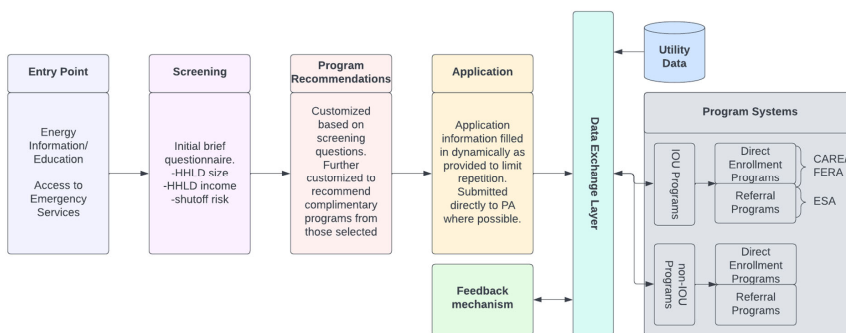 Entry Point
Energy
Information/
Education
Access to
Emergency
Services
Screening
Initial brief
questionnaire.
-HHLD size
-HHLD income
-shutoff risk
Program
Recommendations
Customized
based on
screening
questions.
Further
customized to
recommend
complimentary
programs from
those selected
Application
Application
information filled
in dynamically as
provided to limit
repetition.
Submitted
directly to PA
where possible.
Feedback
mechanism
Data Exchange Layer
Utility
Data
Program Systems
IOU Programs
Direct
Enrollment
Programs
Referral Programs
CARE/
FERA
ESA
non-IOU
Programs
Direct
Enrollment
Programs
Referral Programs